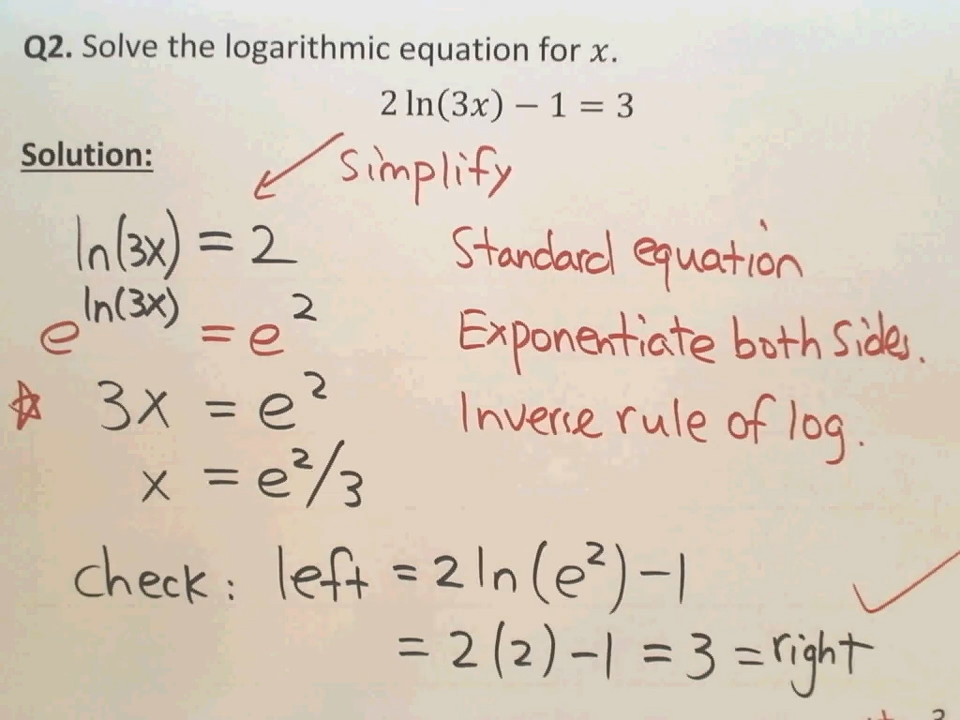 Q2. Solve the logarithmic equation for x.
2 ln(3x) − 1 = 3
Solution:
Simplify
ln(3x) = 2 Standard equation
e^ln(3x) = e^2 Exponentiate both sides.
☆ 3x = e^2 Inverse rule of log.
x = e^2/3
check: left = 2 ln(e^2) − 1
= 2(2) − 1 = 3 = right